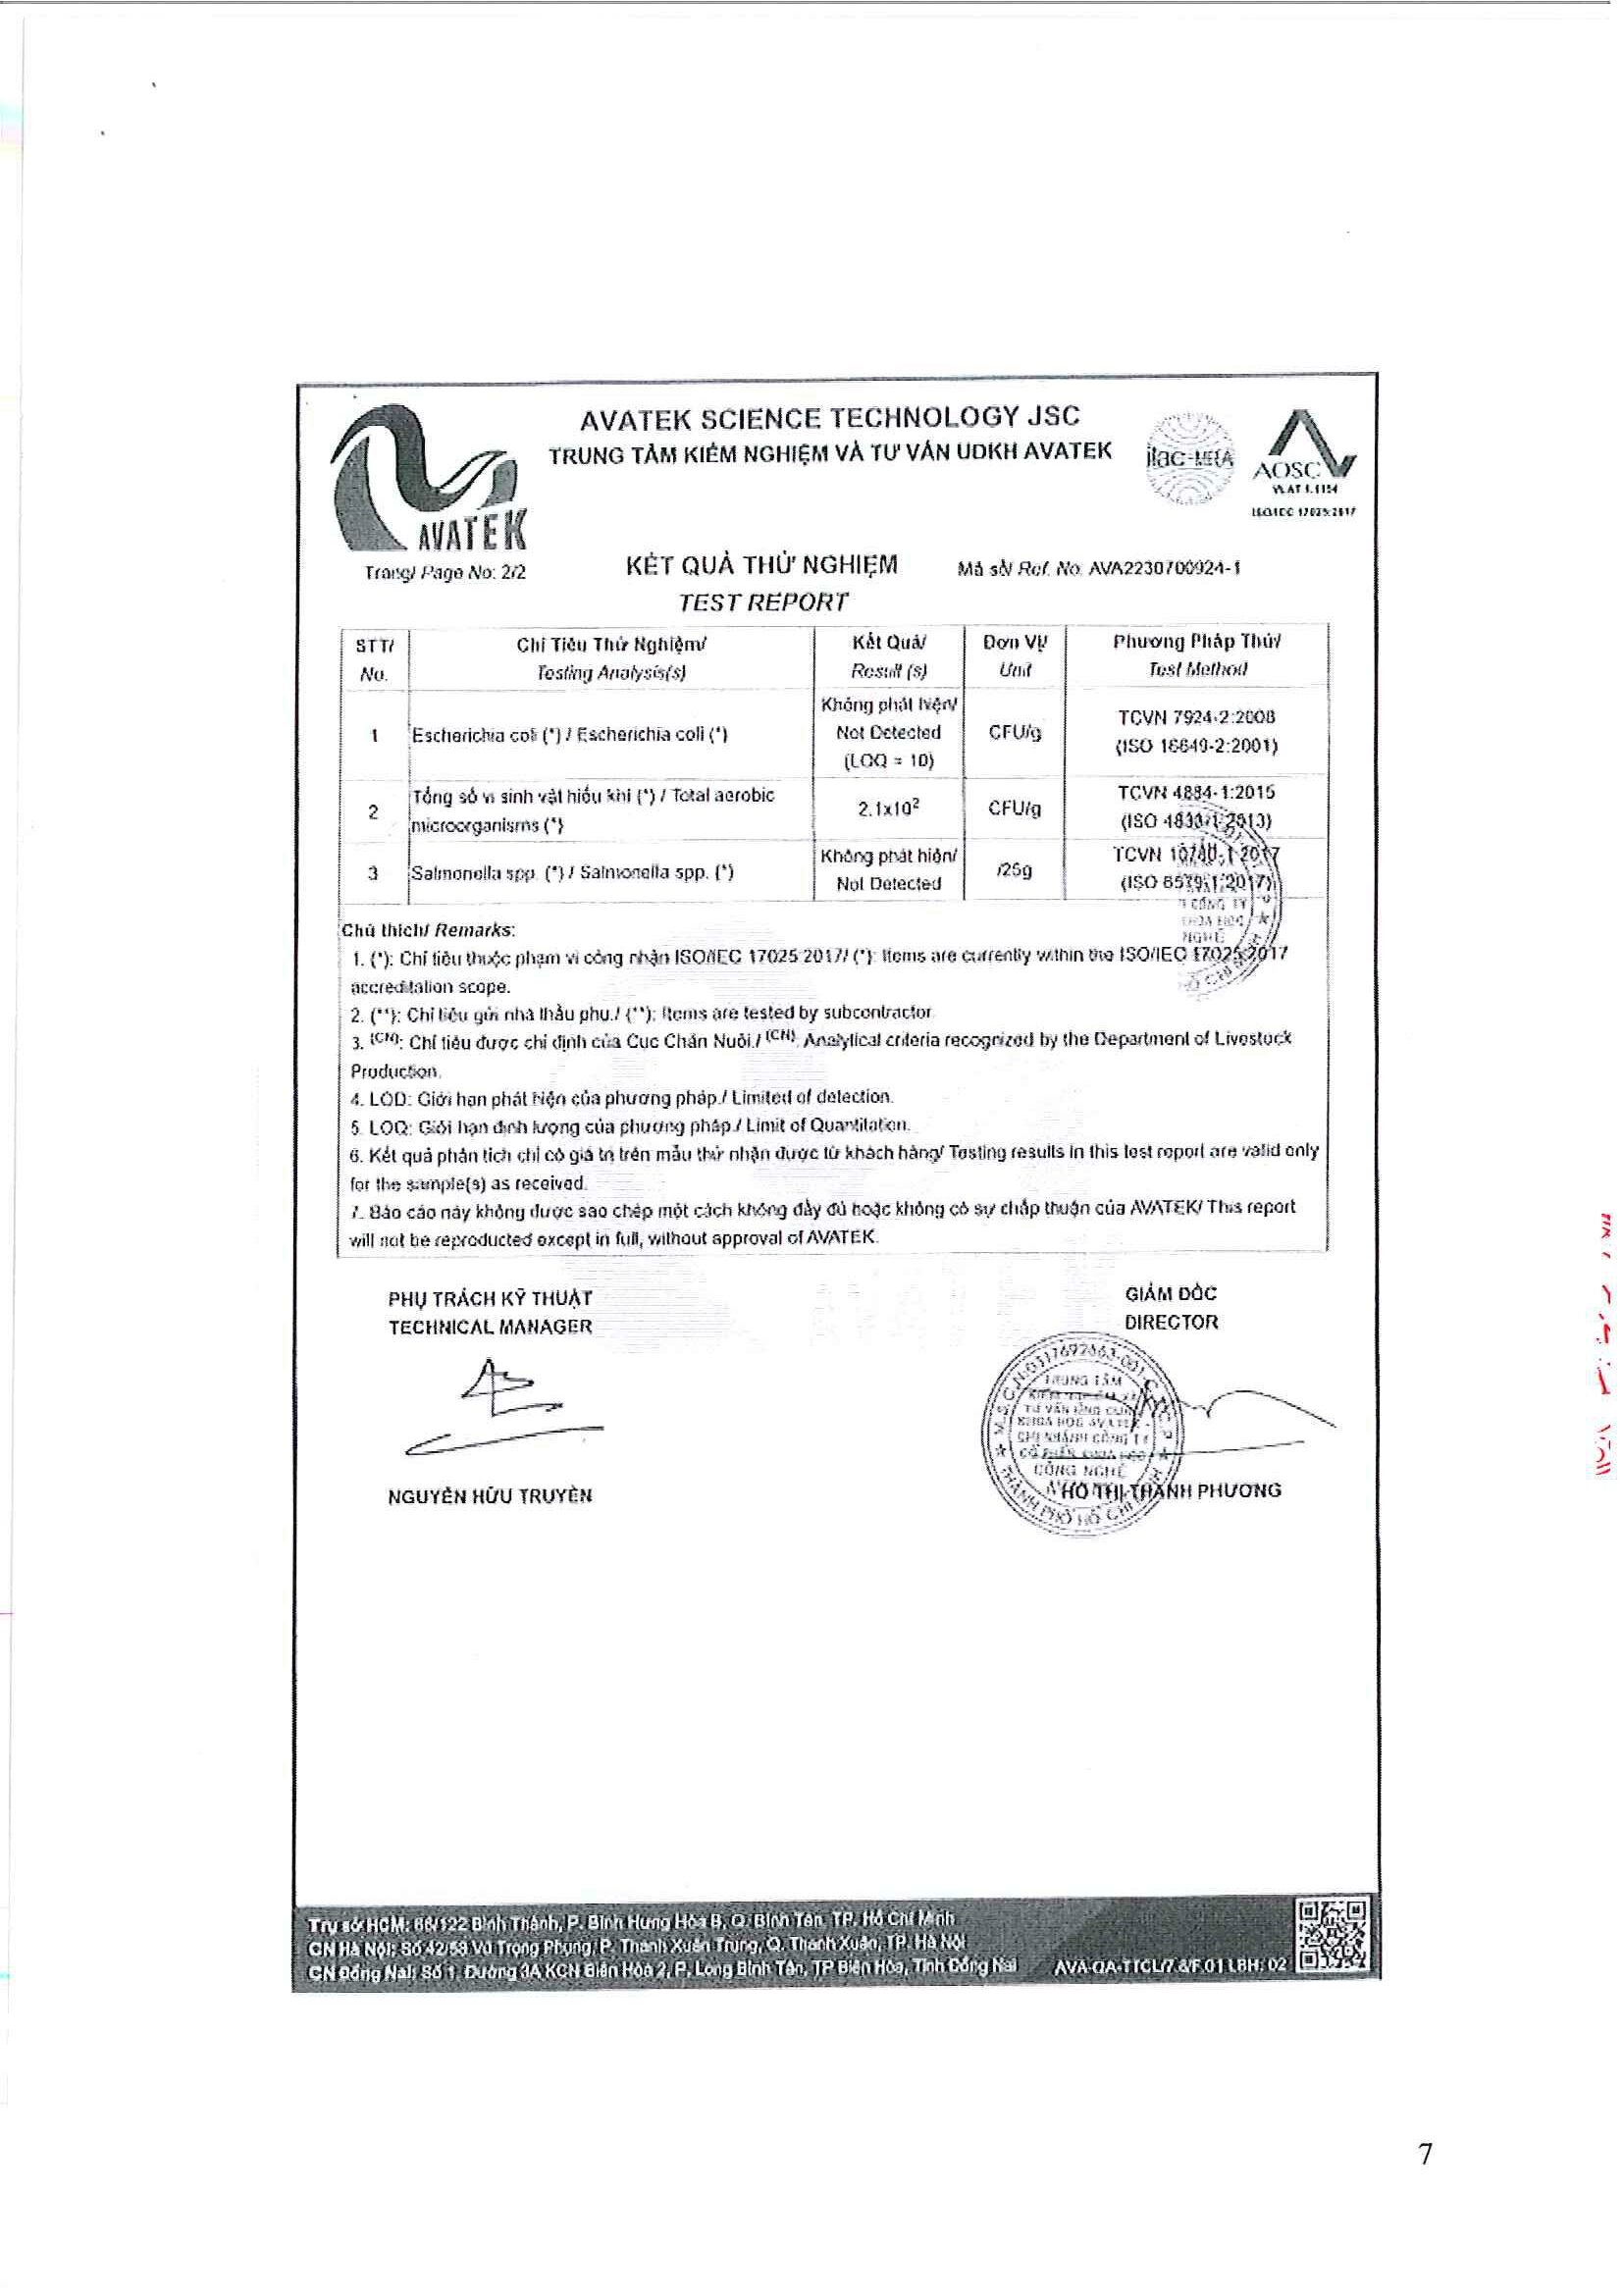 AVATEK SCIENCE TECHNOLOGY JSC
TRUNG TÂM KIỂM NGHIỆM VÀ TƯ VẤN UDKH AVATEK
ilac-MRA
AOSC
ISO/IEC 17025:2017
AVATEK
Trang/ Page No: 2/2
KẾT QUẢ THỬ NGHIỆM
Mã số/ Ref. No: AVA2230700924-1
TEST REPORT
STT/ Chỉ Tiêu Thử Nghiệm/ Kết Quả/ Đơn Vị/ Phương Pháp Thử/
No. Testing Analysis(s) Result (s) Unit Test Method
1 Escherichia coli (*) / Escherichia coli (*) Không phát hiện/ Not Detected (LOQ = 10) CFU/g TCVN 7924-2:2008 (ISO 16649-2:2001)
2 Tổng số vi sinh vật hiếu khí (*) / Total aerobic microorganisms (*) 2.1x10² CFU/g TCVN 4884-1:2015 (ISO 4833-1:2013)
3 Salmonella spp. (*) / Salmonella spp. (*) Không phát hiện/ Not Detected /25g TCVN 10780-1:2017 (ISO 6579-1:2017)
Chú thích/ Remarks:
1. (*): Chỉ tiêu thuộc phạm vi công nhận ISO/IEC 17025:2017/ (*): Items are currently within the ISO/IEC 17025:2017
accreditation scope.
2. (**): Chỉ tiêu gửi nhà thầu phụ./ (**): Items are tested by subcontractor.
3. (CN): Chỉ tiêu được chỉ định của Cục Chăn Nuôi./ (CN): Analytical criteria recognized by the Department of Livestock
Production.
4. LOD: Giới hạn phát hiện của phương pháp./ Limited of detection.
5. LOQ: Giới hạn định lượng của phương pháp./ Limit of Quantilation.
6. Kết quả phân tích chỉ có giá trị trên mẫu thử nhận được từ khách hàng/ Testing results in this test report are valid only
for the sample(s) as received.
7. Báo cáo này không được sao chép một cách không đầy đủ hoặc không có sự chấp thuận của AVATEK/ This report
will not be reproducted except in full, without approval of AVATEK.
PHỤ TRÁCH KỸ THUẬT
TECHNICAL MANAGER
GIÁM ĐỐC
DIRECTOR
TRUNG TÂM
CÔNG NGHỆ
THÀNH PHỐ HỒ CHÍ
NGUYỄN HỮU TRUYỀN
HỒ THỊ THANH PHƯƠNG
Trụ sở HCM: 66/122 Bình Thành, P. Bình Hưng Hòa B, Q. Bình Tân, TP. Hồ Chí Minh
CN Hà Nội: Số 42/58 Vũ Trọng Phụng, P. Thanh Xuân Trung, Q. Thanh Xuân, TP. Hà Nội
CN Đồng Nai: Số 1, Đường 3A KCN Biên Hòa 2, P. Long Bình Tân, TP Biên Hòa, Tỉnh Đồng Nai
7